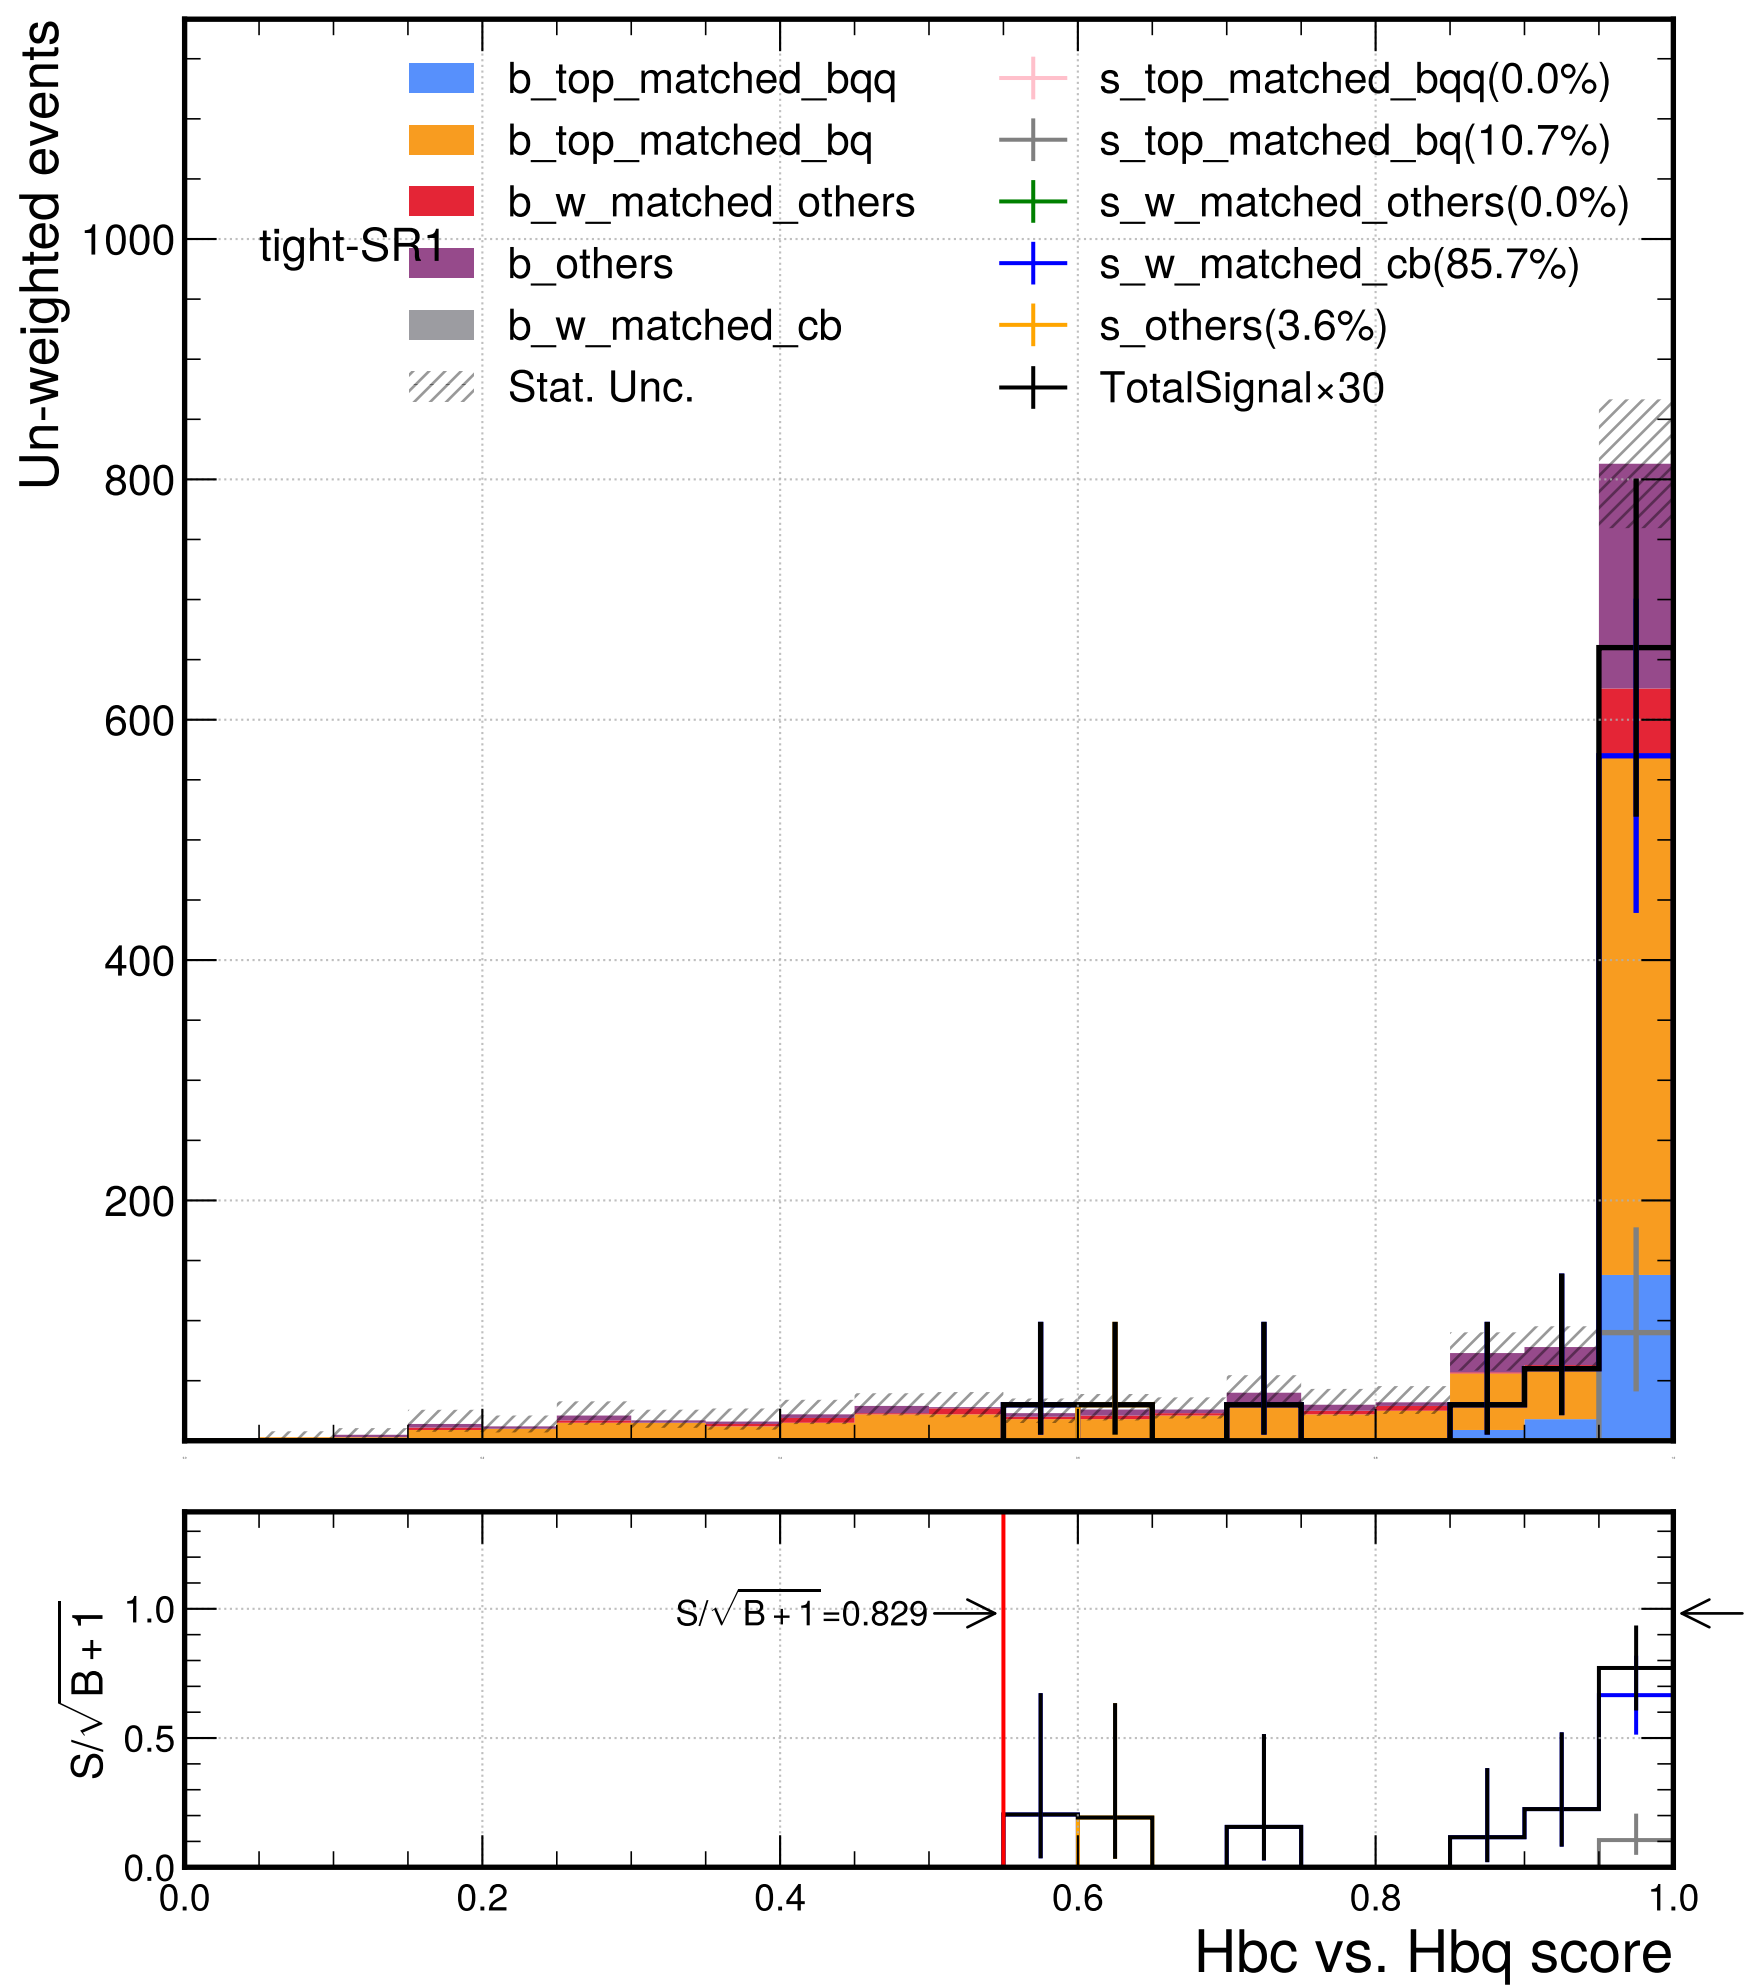 Un-weighted events
b_top_matched_bqq
b_top_matched_bq
b_w_matched_others
b_others
b_w_matched_cb
Stat. Unc.
s_top_matched_bqq(0.0%)
s_top_matched_bq(10.7%)
s_w_matched_others(0.0%)
s_w_matched_cb(85.7%)
s_others(3.6%)
TotalSignal×30
tight-SR1
1000
800
600
400
200
S/√B+1
1.0
0.5
0.0
S/√B+1=0.829
0.0 0.2 0.4 0.6 0.8 1.0
Hbc vs. Hbq score